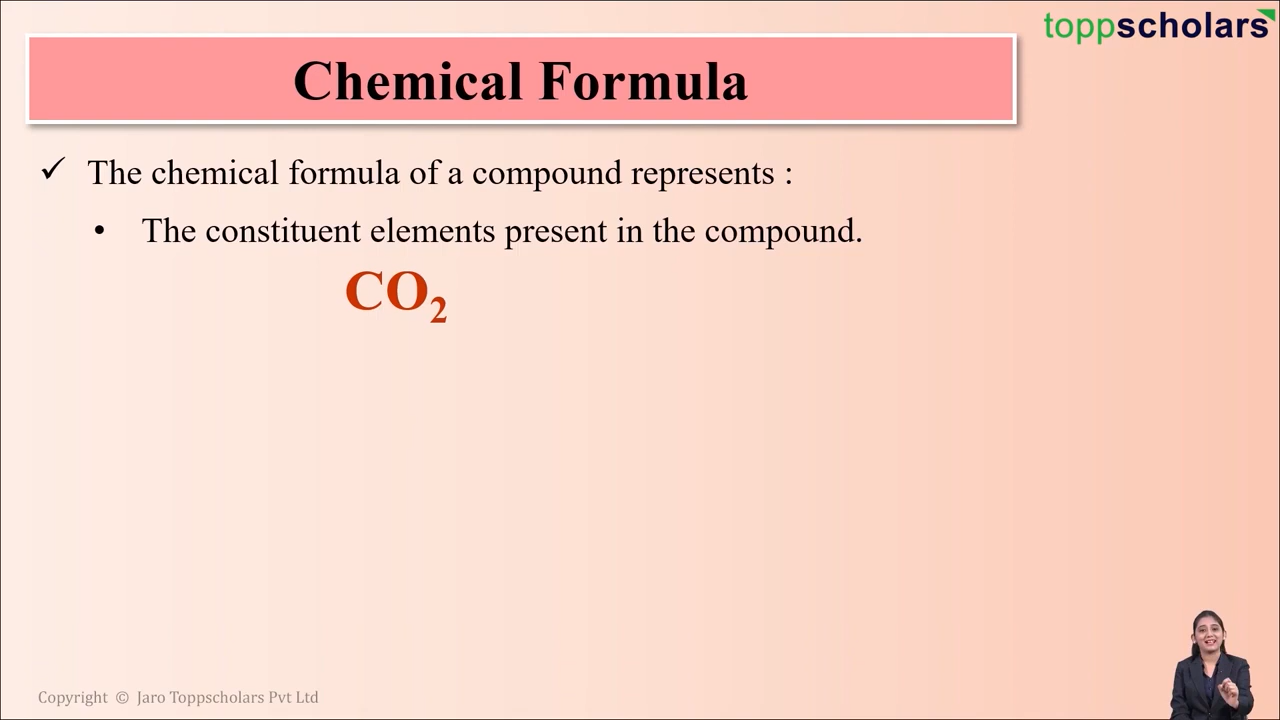 toppscholars
Chemical Formula
✓ The chemical formula of a compound represents :
• The constituent elements present in the compound.
CO₂
Copyright © Jaro Toppscholars Pvt Ltd